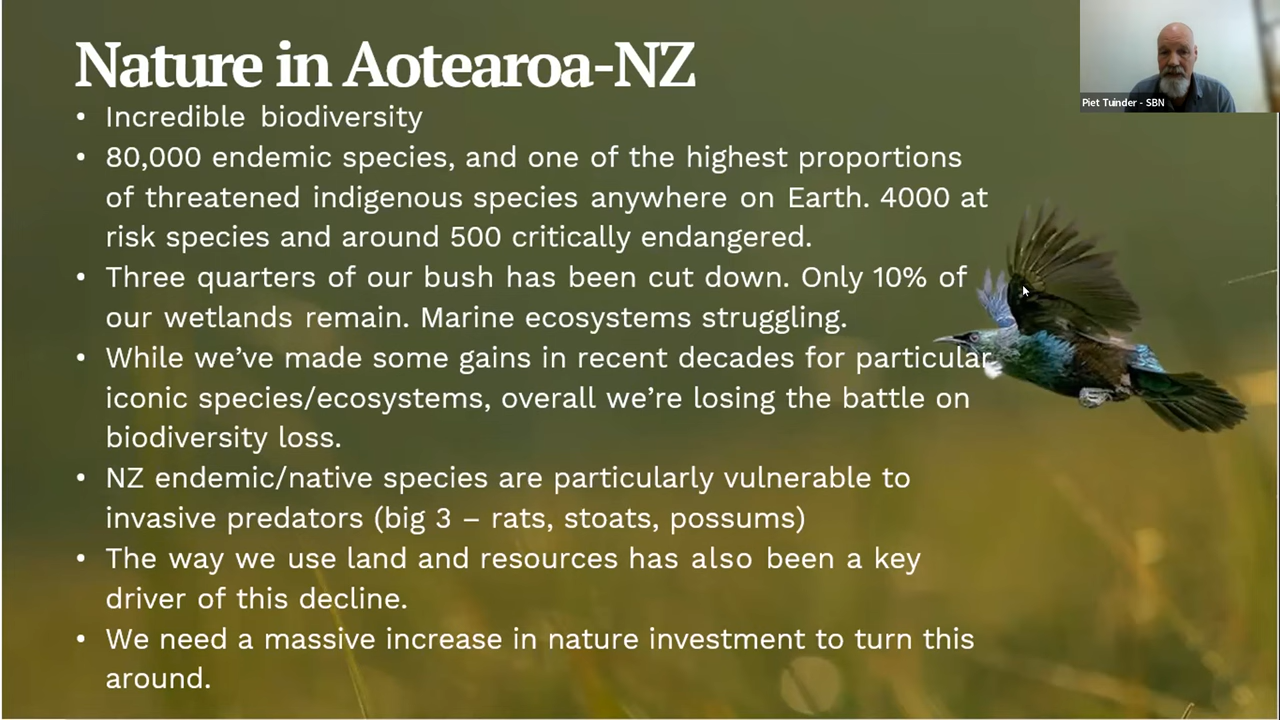 Nature in Aotearoa-NZ
• Incredible biodiversity
• 80,000 endemic species, and one of the highest proportions
of threatened indigenous species anywhere on Earth. 4000 at
risk species and around 500 critically endangered.
• Three quarters of our bush has been cut down. Only 10% of
our wetlands remain. Marine ecosystems struggling.
• While we’ve made some gains in recent decades for particular
iconic species/ecosystems, overall we’re losing the battle on
biodiversity loss.
• NZ endemic/native species are particularly vulnerable to
invasive predators (big 3 – rats, stoats, possums)
• The way we use land and resources has also been a key
driver of this decline.
• We need a massive increase in nature investment to turn this
around.
Piet Tuinder - SBN